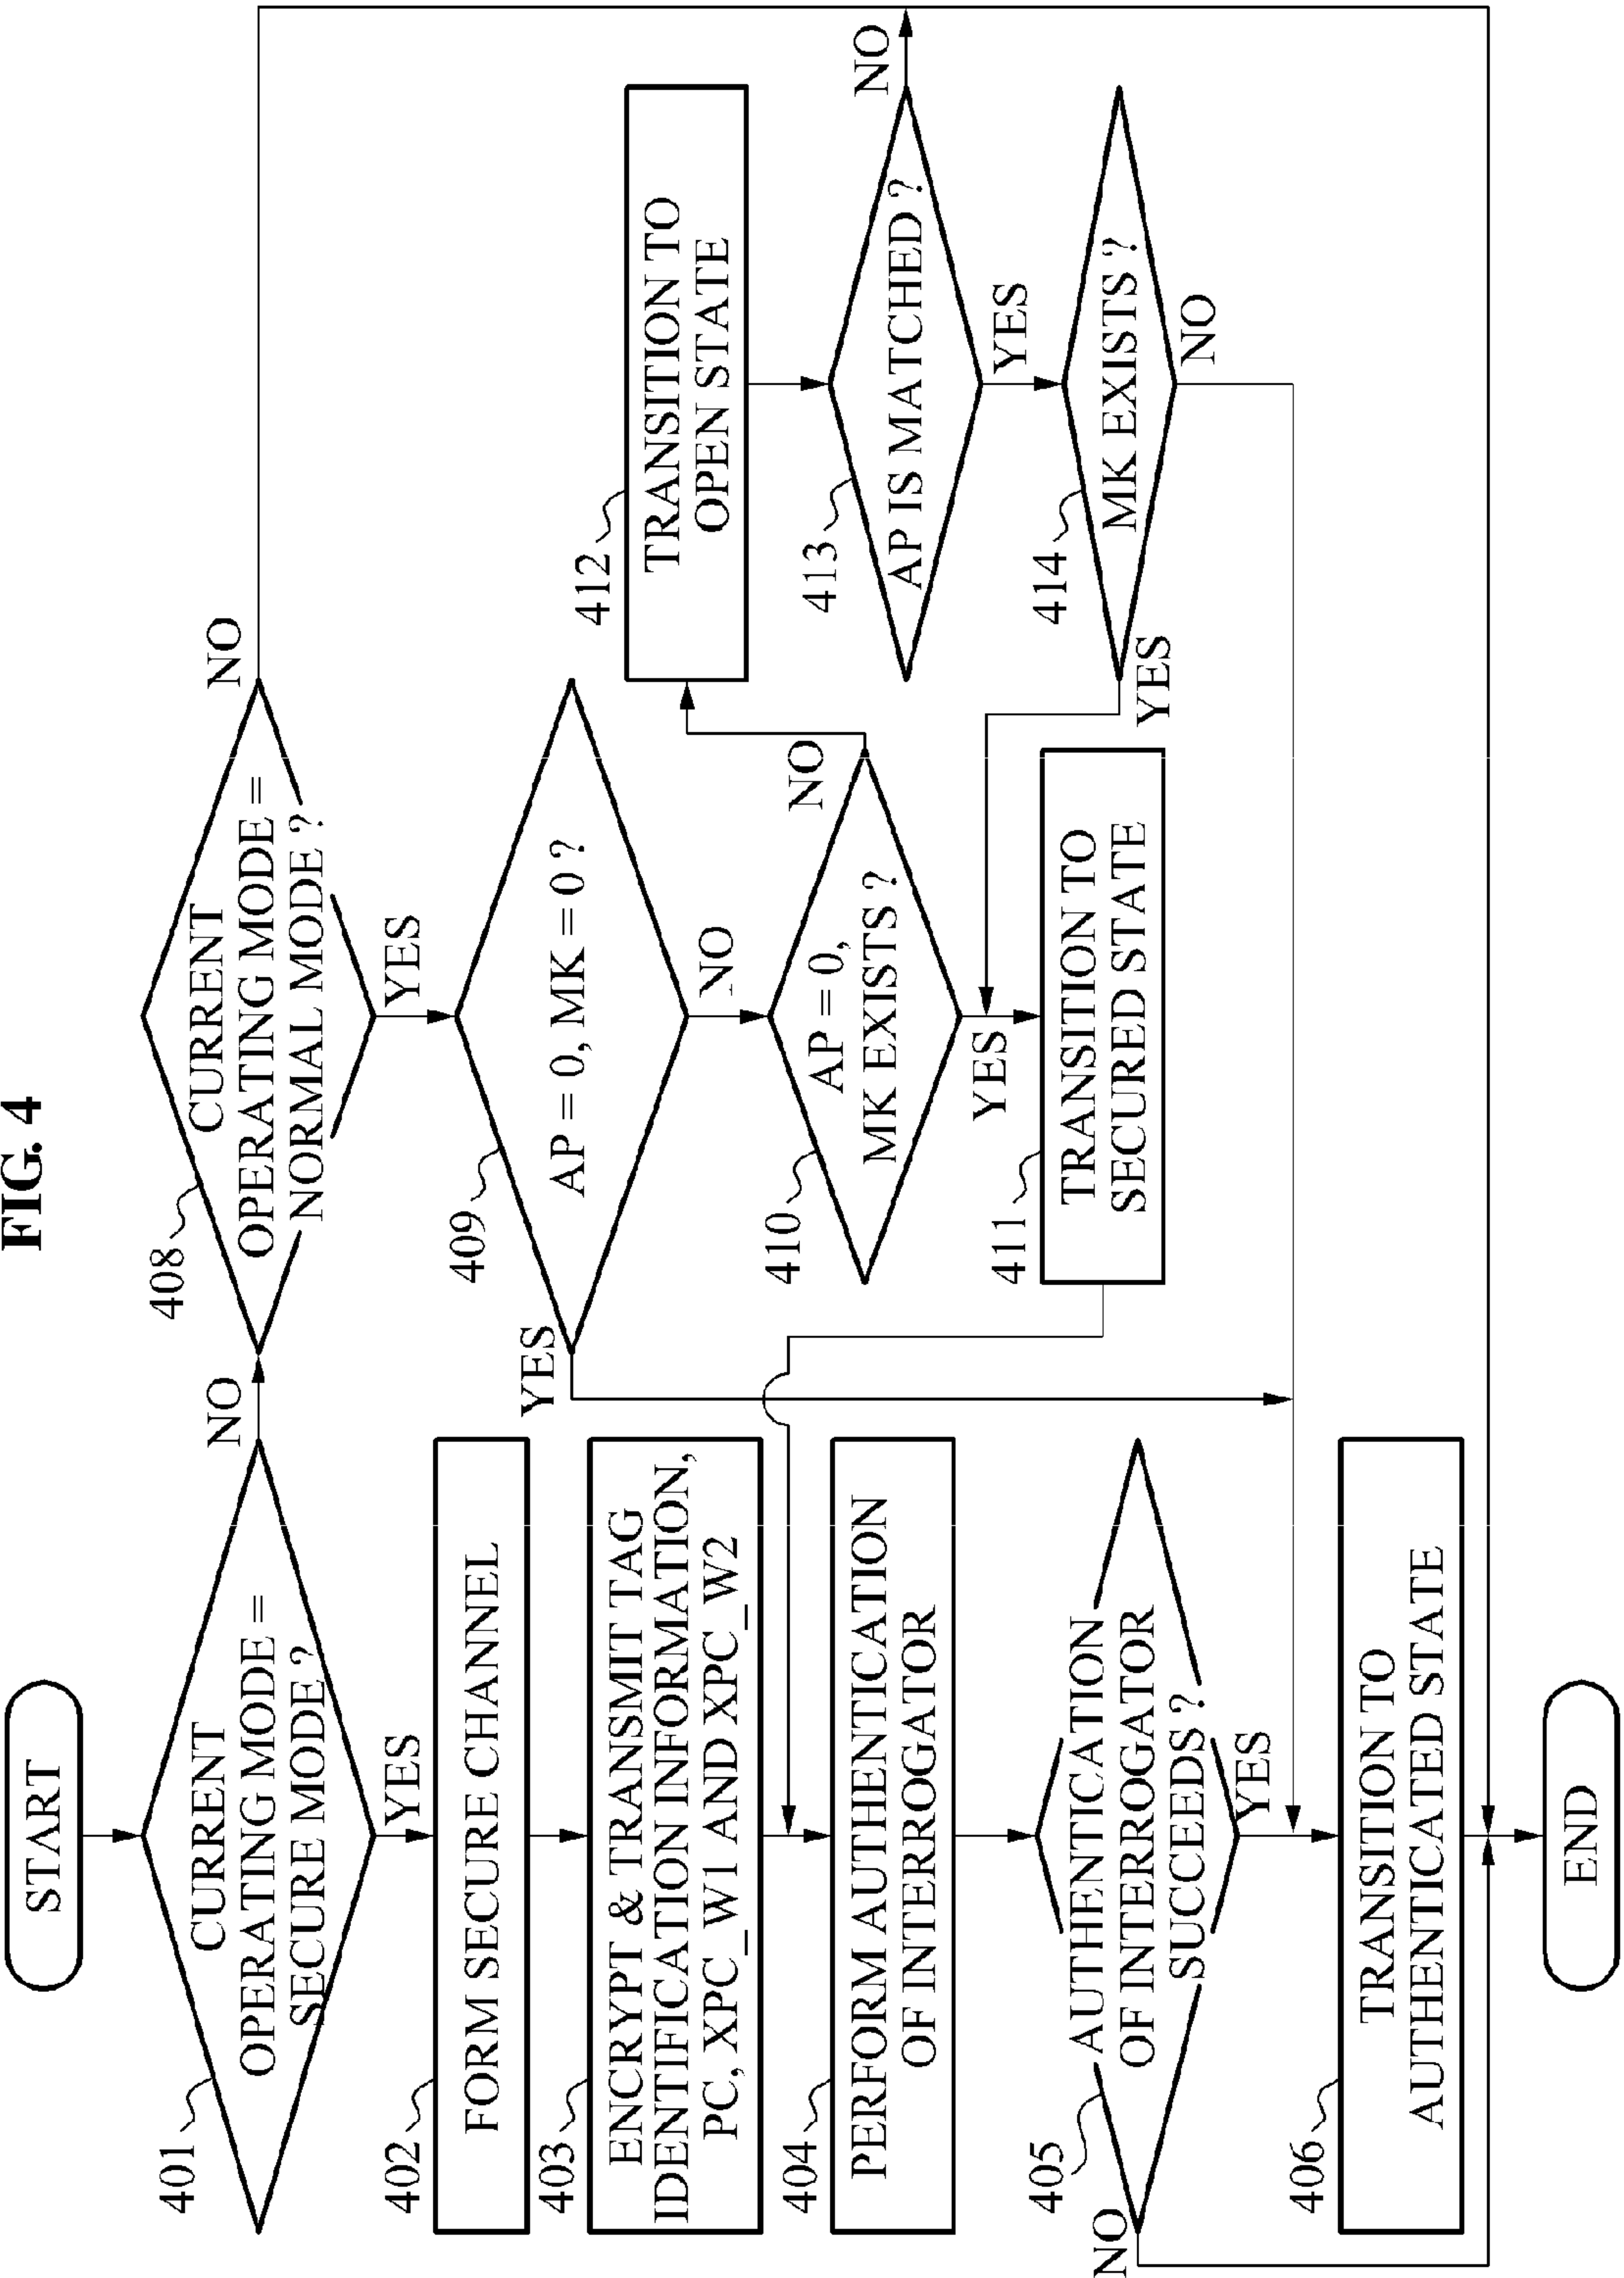 FIG. 4
START
401
CURRENT
OPERATING MODE =
SECURE MODE ?
NO
YES
402
FORM SECURE CHANNEL
403
ENCRYPT & TRANSMIT TAG
IDENTIFICATION INFORMATION,
PC, XPC_W1 AND XPC_W2
404
PERFORM AUTHENTICATION
OF INTERROGATOR
405
AUTHENTICATION
OF INTERROGATOR
SUCCEEDS ?
NO
YES
406
TRANSITION TO
AUTHENTICATED STATE
END
408
CURRENT
OPERATING MODE =
NORMAL MODE ?
NO
YES
409
AP = 0, MK = 0 ?
YES
NO
410
AP = 0,
MK EXISTS ?
NO
YES
411
TRANSITION TO
SECURED STATE
412
TRANSITION TO
OPEN STATE
413
AP IS MATCHED ?
NO
YES
414
MK EXISTS ?
YES
NO